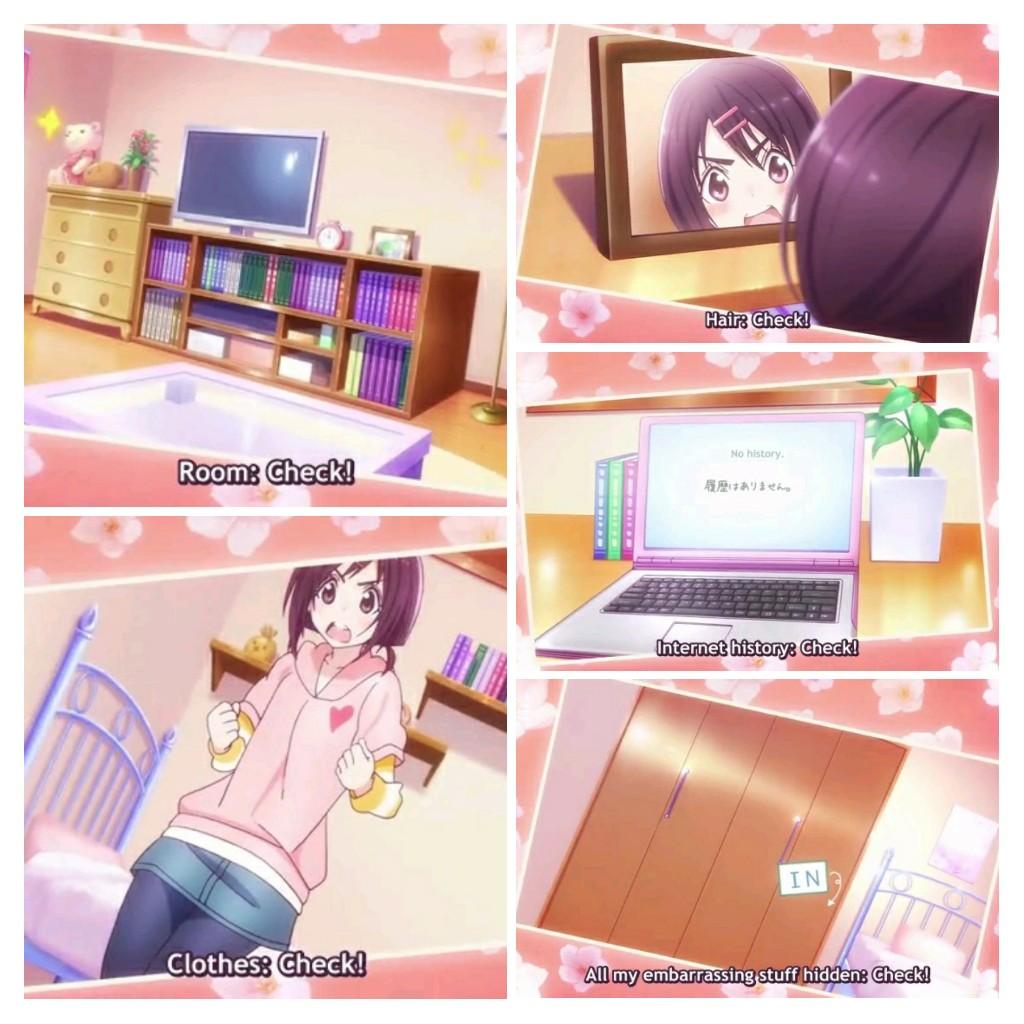 Room: Check!
Clothes: Check!
Hair: Check!
No history.
履歴はありません。
Internet history: Check!
IN
All my embarrassing stuff hidden: Check!